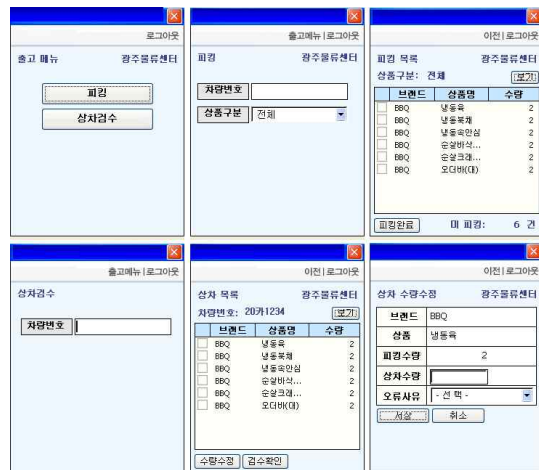 로그아웃
출고 메뉴 광주물류센터
피킹
상차검수
출고메뉴 | 로그아웃
피킹 광주물류센터
차량번호
상품구분 전체
이전 | 로그아웃
피킹 목록 광주물류센터
상품구분: 전체 [보기]
브랜드 상품명 수량
BBQ 냉동육 2
BBQ 냉동북채 2
BBQ 냉동속안심 2
BBQ 순살바삭... 2
BBQ 순살크래... 2
BBQ 오더바(대) 2
피킹완료 미 피킹: 6 건
출고메뉴 | 로그아웃
상차검수
차량번호
이전 | 로그아웃
상차 목록 광주물류센터
차량번호: 20가1234 [보기]
브랜드 상품명 수량
BBQ 냉동육 2
BBQ 냉동북채 2
BBQ 냉동속안심 2
BBQ 순살바삭... 2
BBQ 순살크래... 2
BBQ 오더바(대) 2
수량수정 검수확인
이전 | 로그아웃
상차 수량수정 광주물류센터
브랜드 BBQ
상품 냉동육
피킹수량 2
상차수량
오류사유 - 선 택 -
저장 취소